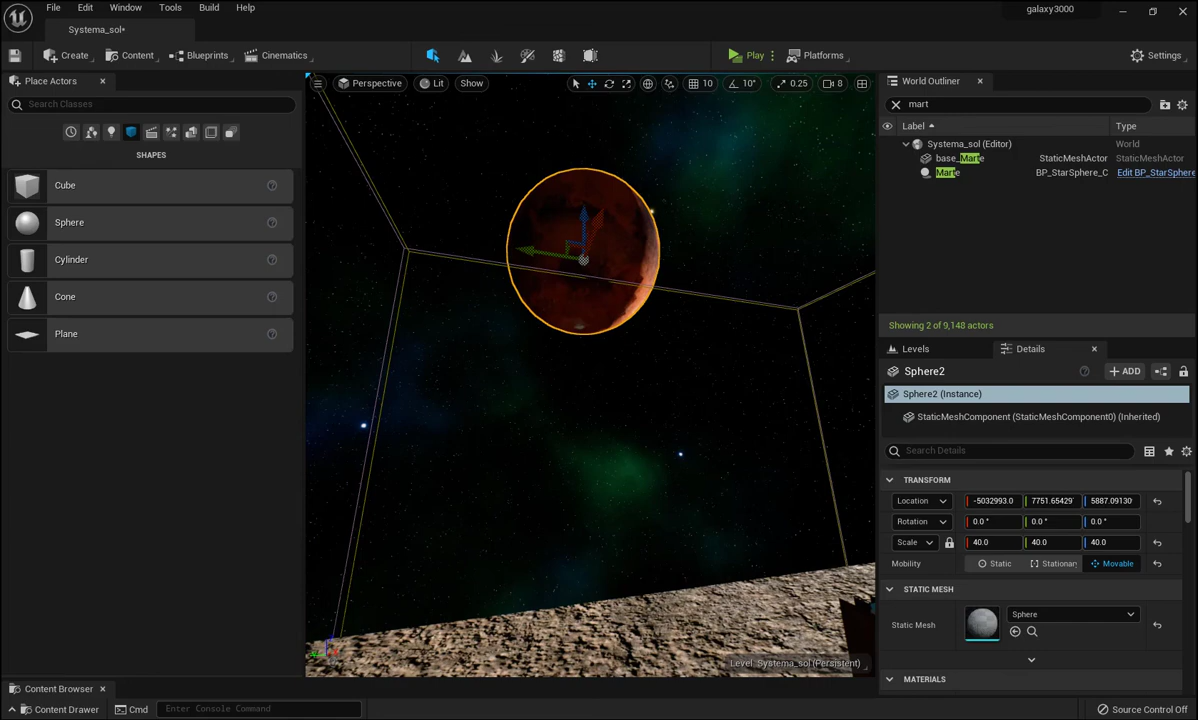 File Edit Window Tools Build Help
galaxy3000
Systema_sol*
Create Content Blueprints Cinematics Play Platforms Settings
Place Actors
Search Classes
SHAPES
Cube
Sphere
Cylinder
Cone
Plane
Perspective Lit Show 10 10° 0.25 8
Level: Systema_sol (Persistent)
World Outliner
mart
Label Type
Systema_sol (Editor) World
base_Marte StaticMeshActor StaticMeshActor
Marte BP_StarSphere_C Edit BP_StarSphere
Showing 2 of 9,148 actors
Levels Details
Sphere2 ADD
Sphere2 (Instance)
StaticMeshComponent (StaticMeshComponent0) (Inherited)
Search Details
TRANSFORM
Location -5032993.0 7751.65429 5887.09130
Rotation 0.0 ° 0.0 ° 0.0 °
Scale 40.0 40.0 40.0
Mobility Static Stationary Movable
STATIC MESH
Static Mesh Sphere
MATERIALS
Content Browser
Content Drawer Cmd Enter Console Command Source Control Off